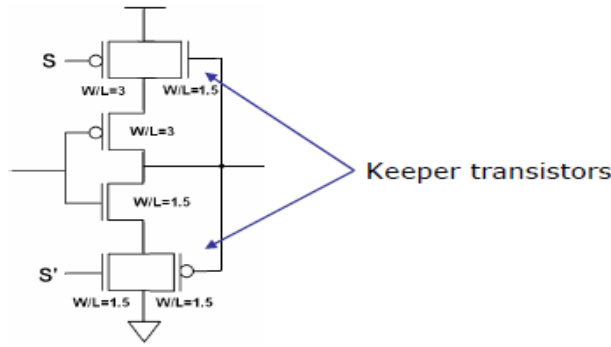 S
W/L=3 W/L=1.5
W/L=3
Keeper transistors
W/L=1.5
S'
W/L=1.5 W/L=1.5